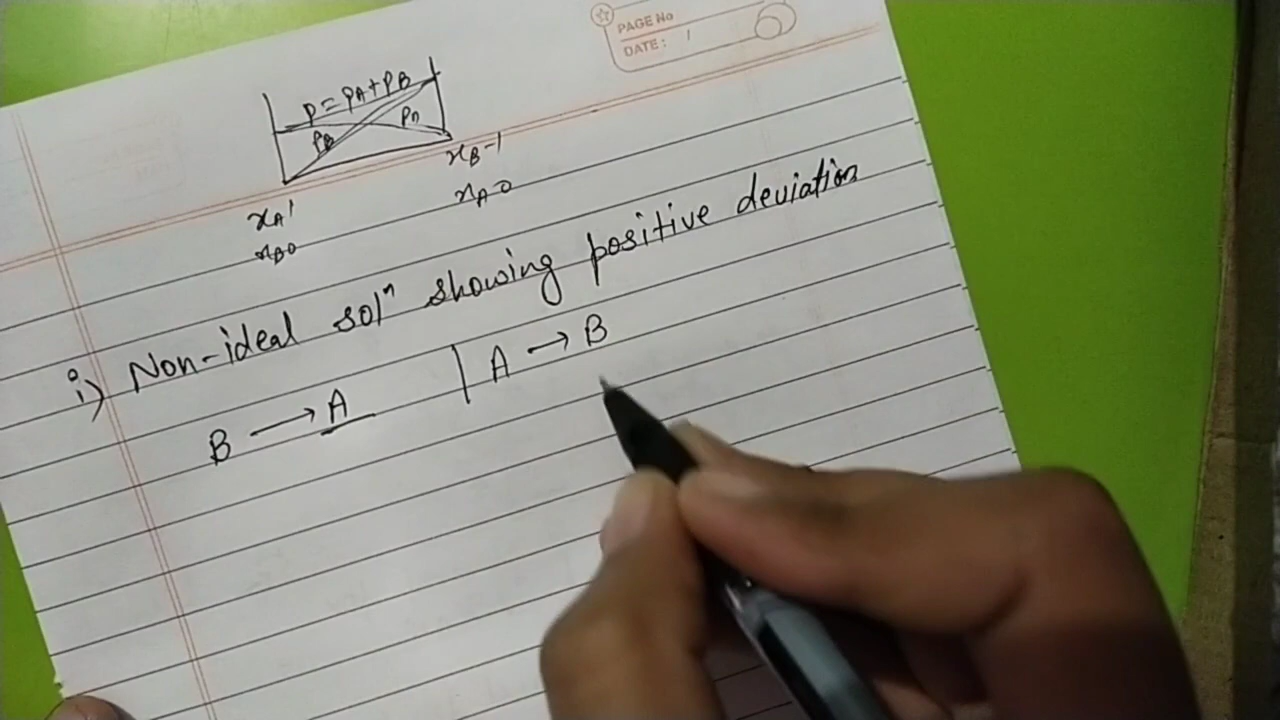 PAGE No
DATE: /
P = PA + PB
PB
PA
xB-1
xA 0
xA 1
xB 0
i) Non-ideal solⁿ showing positive deviation
B → A | A → B